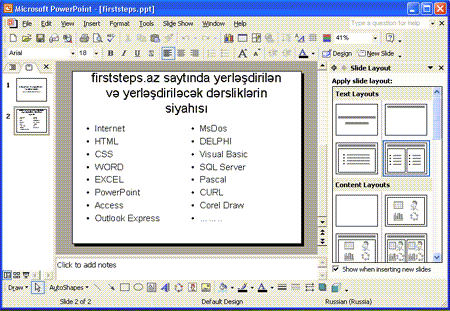 Microsoft PowerPoint - [firststeps.ppt]
File Edit View Insert Format Tools Slide Show Window Help
Type a question for help
41%
Arial 18 Design New Slide
Slide Layout
Apply slide layout:
Text Layouts
Content Layouts
Show when inserting new slides
1
2
firststeps.az saytında yerləşdirilən
və yerləşdiriləcək dərsliklərin
siyahısı
• Internet
• HTML
• CSS
• WORD
• EXCEL
• PowerPoint
• Access
• Outlook Express
• MsDos
• DELPHI
• Visual Basic
• SQL Server
• Pascal
• CURL
• Corel Draw
• ... ... ..
Click to add notes
Draw AutoShapes
Slide 2 of 2 Default Design Russian (Russia)